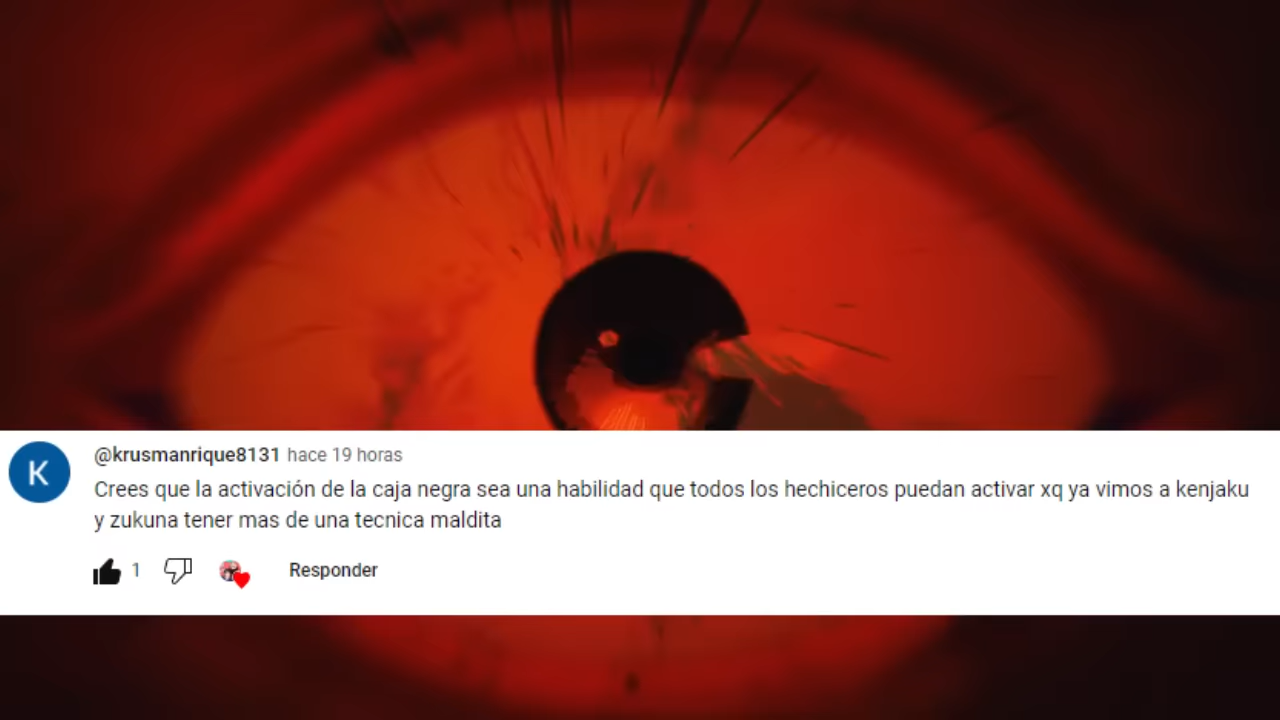 K
@krusmanrique8131 hace 19 horas
Crees que la activación de la caja negra sea una habilidad que todos los hechiceros puedan activar xq ya vimos a kenjaku
y zukuna tener mas de una tecnica maldita
1 Responder